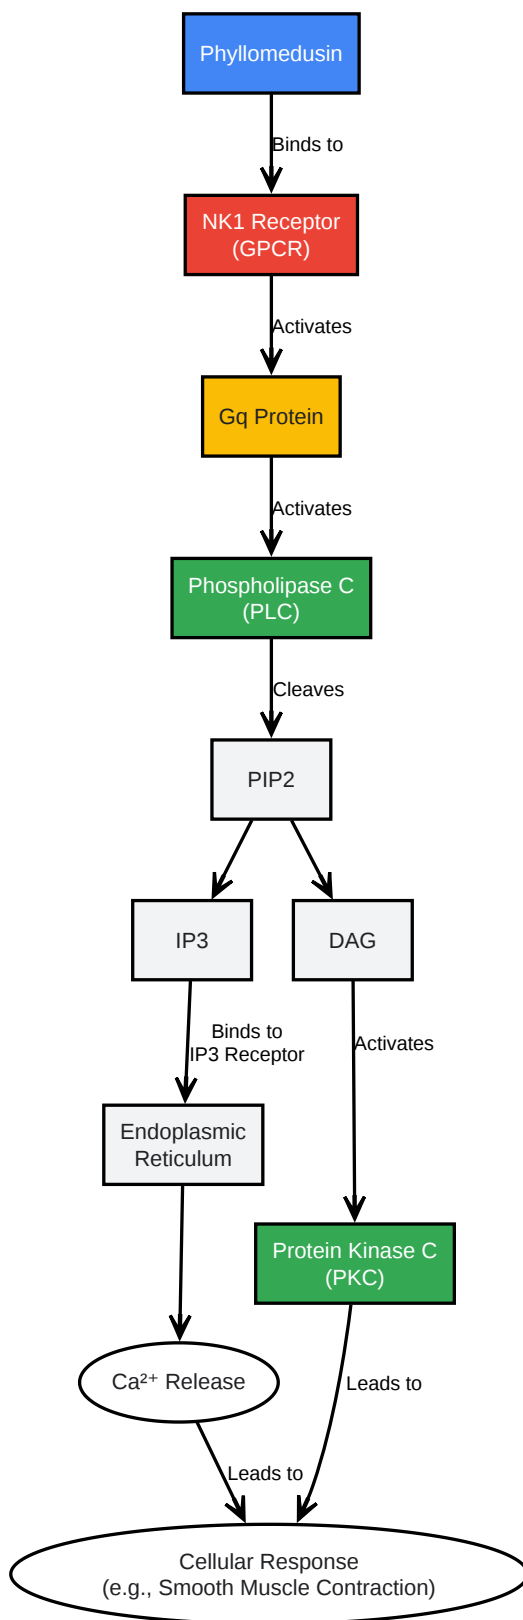 Phyllomedusin
Binds to
NK1 Receptor
(GPCR)
Activates
Gq Protein
Activates
Phospholipase C
(PLC)
Cleaves
PIP2
IP3
DAG
Binds to
IP3 Receptor
Activates
Endoplasmic
Reticulum
Protein Kinase C
(PKC)
Ca²⁺ Release
Leads to
Leads to
Cellular Response
(e.g., Smooth Muscle Contraction)